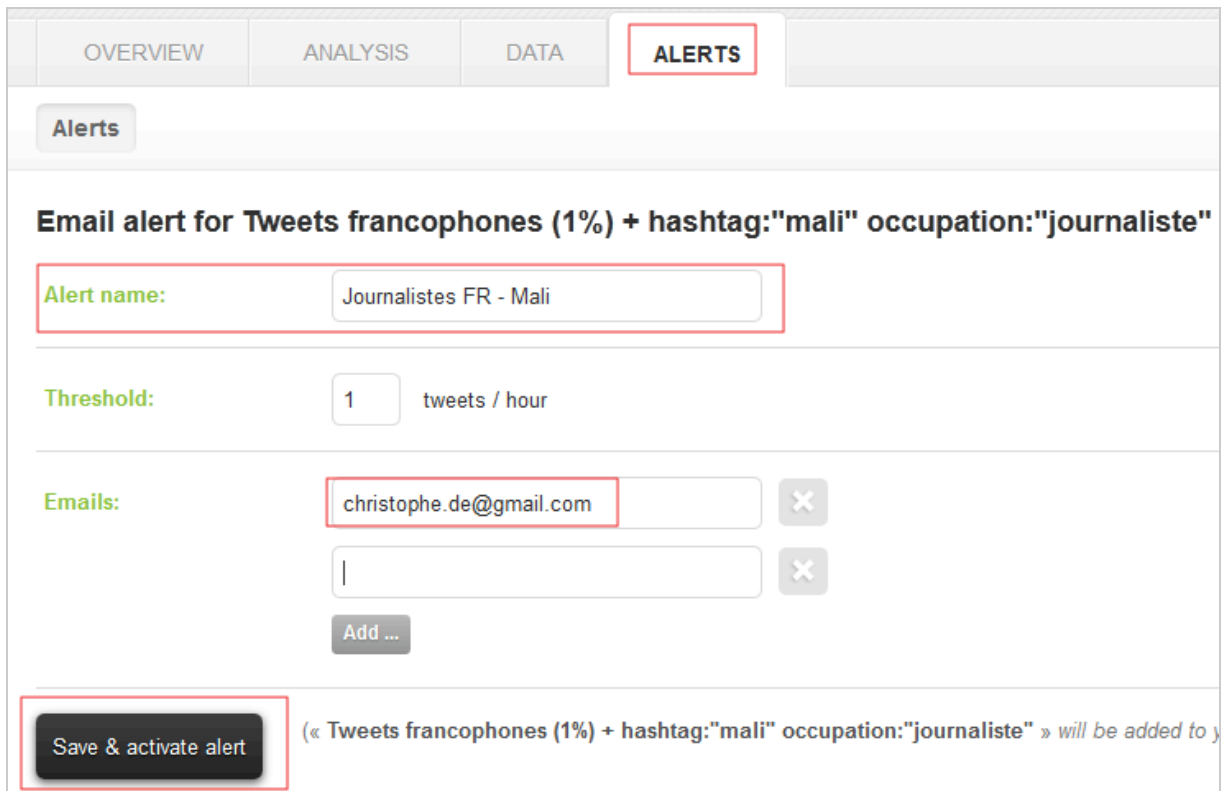 OVERVIEW ANALYSIS DATA ALERTS
Alerts
Email alert for Tweets francophones (1%) + hashtag:"mali" occupation:"journaliste"
Alert name: Journalistes FR - Mali
Threshold: 1 tweets / hour
Emails: christophe.de@gmail.com
Add ...
Save & activate alert (« Tweets francophones (1%) + hashtag:"mali" occupation:"journaliste" » will be added to